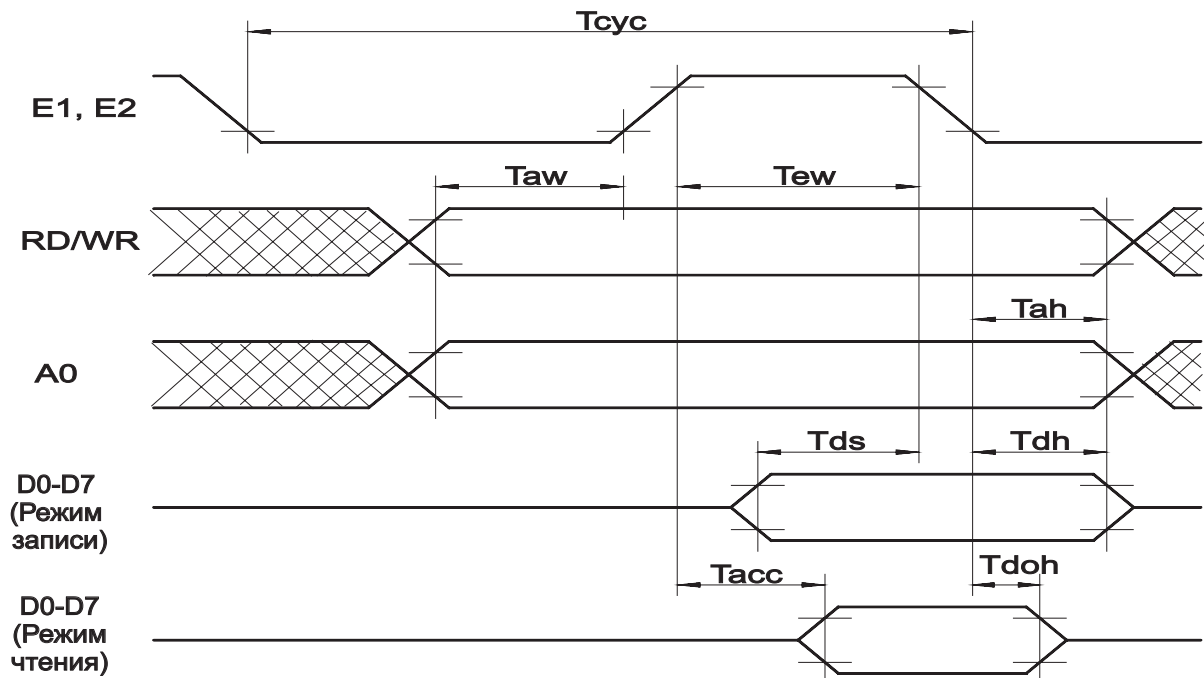 Tcyc
E1, E2
Taw
Tew
RD/WR
Tah
A0
Tds
Tdh
D0-D7
(Режим
записи)
Tacc
Tdoh
D0-D7
(Режим
чтения)